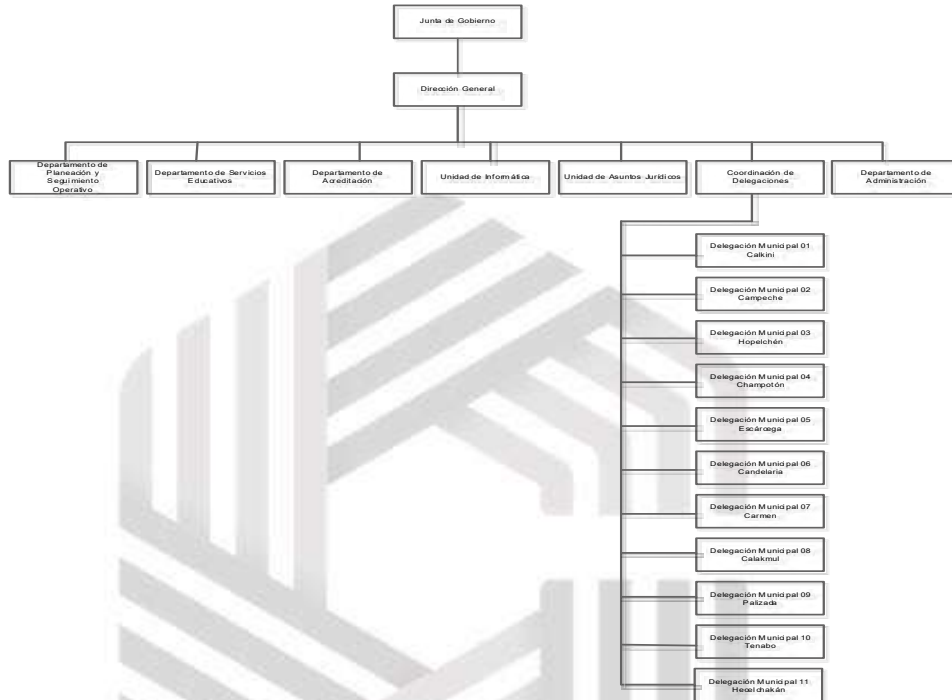 Junta de Gobierno
Dirección General
Departamento de
Planeación y
Seguimiento
Operativo
Departamento de Servicios
Educativos
Departamento de
Acreditación
Unidad de Informática
Unidad de Asuntos Jurídicos
Coordinación de
Delegaciones
Departamento de
Administración
Delegación Municipal 01
Calkini
Delegación Municipal 02
Campeche
Delegación Municipal 03
Hopelchén
Delegación Municipal 04
Champotón
Delegación Municipal 05
Escárcega
Delegación Municipal 06
Candelaria
Delegación Municipal 07
Carmen
Delegación Municipal 08
Calakmul
Delegación Municipal 09
Palizada
Delegación Municipal 10
Tenabo
Delegación Municipal 11
Hecelchakán